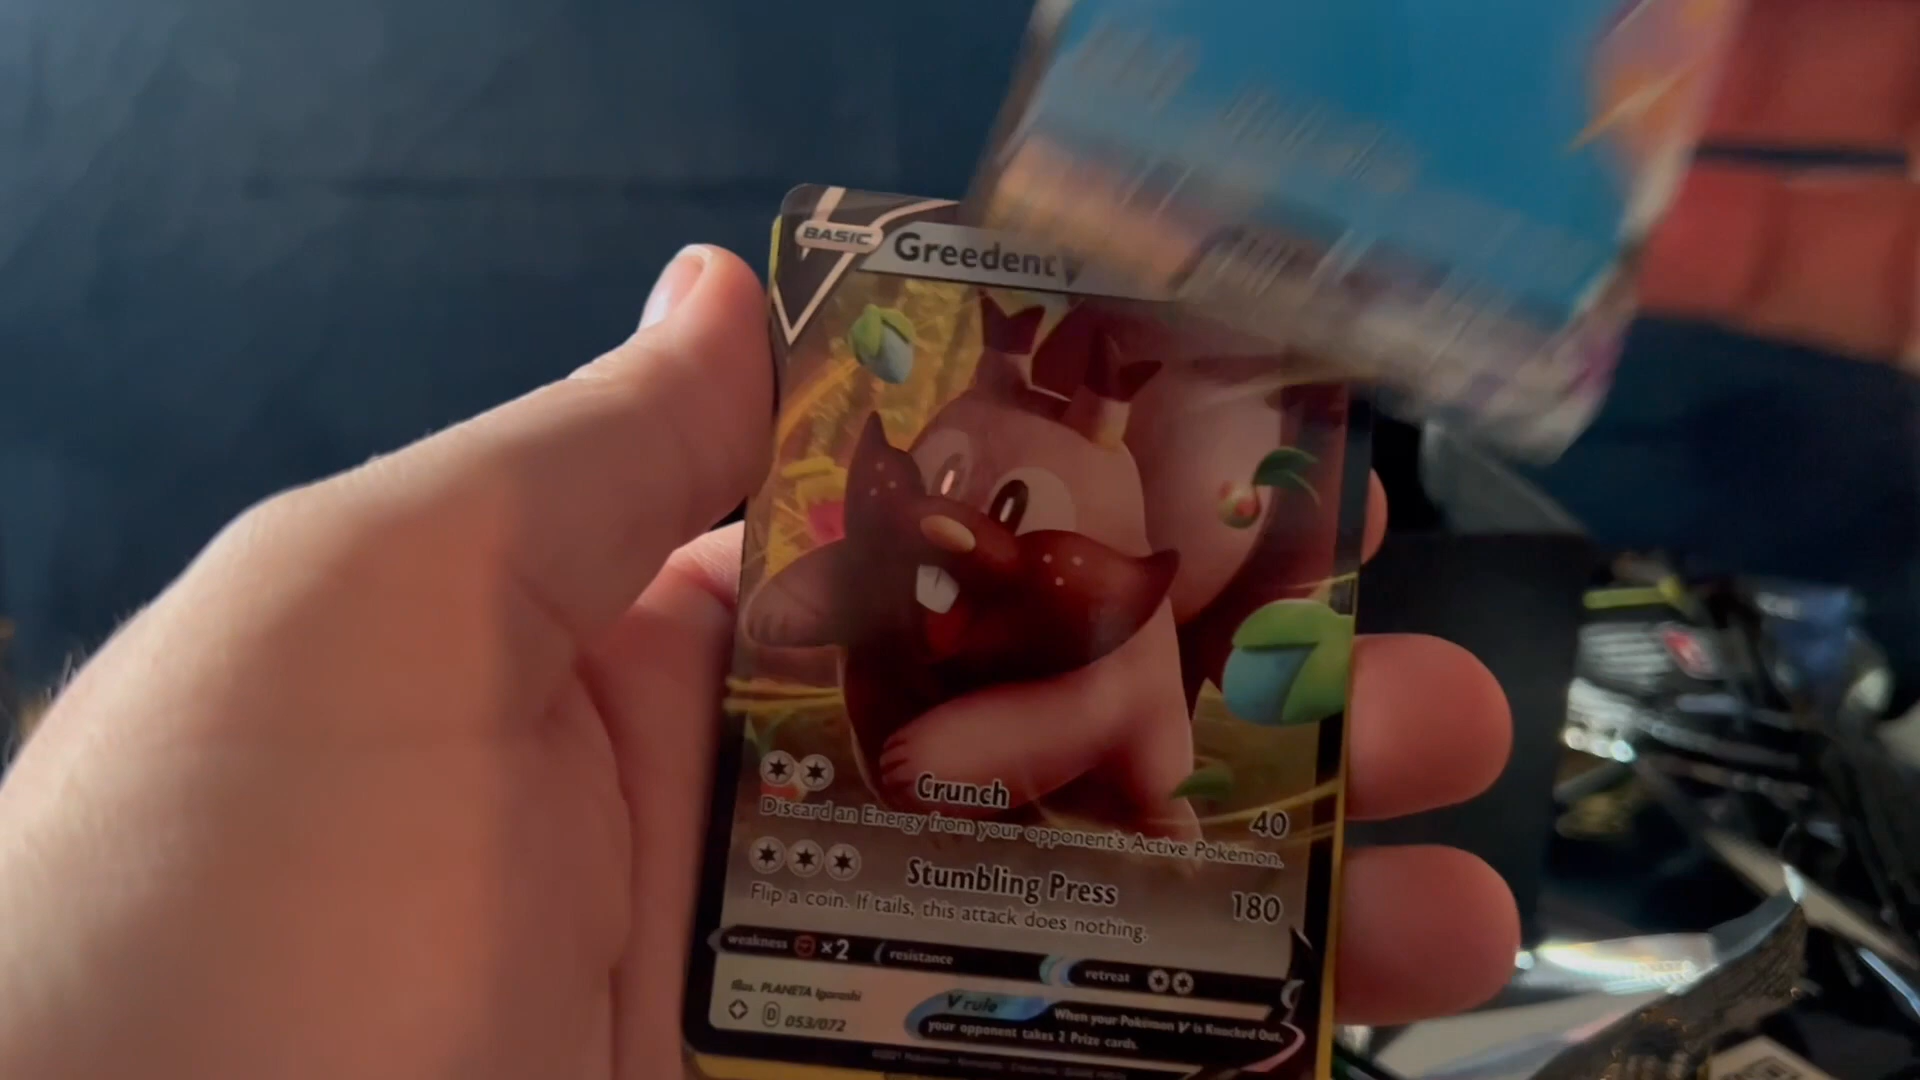 BASIC
Greedent V
Crunch
40
Discard an Energy from your opponent's Active Pokémon.
Stumbling Press
180
Flip a coin. If tails, this attack does nothing.
weakness ×2 resistance retreat
Illus. PLANETA Igarashi
V rule
When your Pokémon V is Knocked Out,
your opponent takes 2 Prize cards.
D 053/072